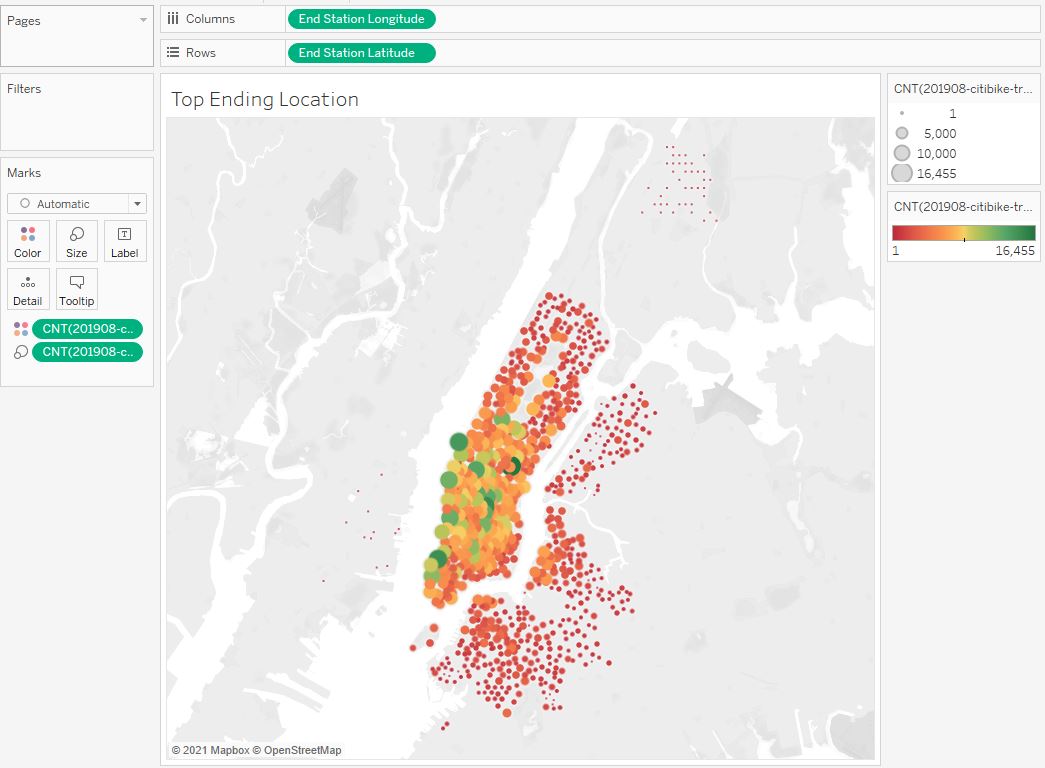 Pages
Columns
End Station Longitude
Rows
End Station Latitude
Filters
Marks
Automatic
Color
Size
Label
Detail
Tooltip
CNT(201908-c..
CNT(201908-c..
Top Ending Location
© 2021 Mapbox © OpenStreetMap
CNT(201908-citibike-tr...
1
5,000
10,000
16,455
CNT(201908-citibike-tr...
1
16,455